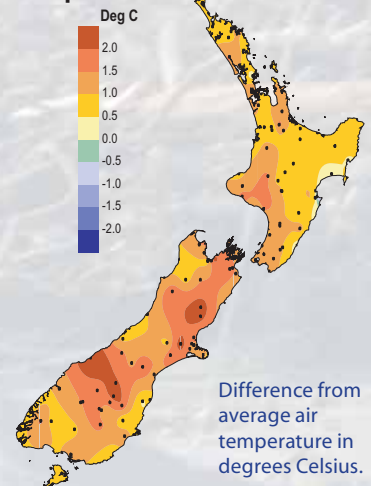 Deg C
2.0
1.5
1.0
0.5
0.0
-0.5
-1.0
-1.5
-2.0
Difference from
average air
temperature in
degrees Celsius.